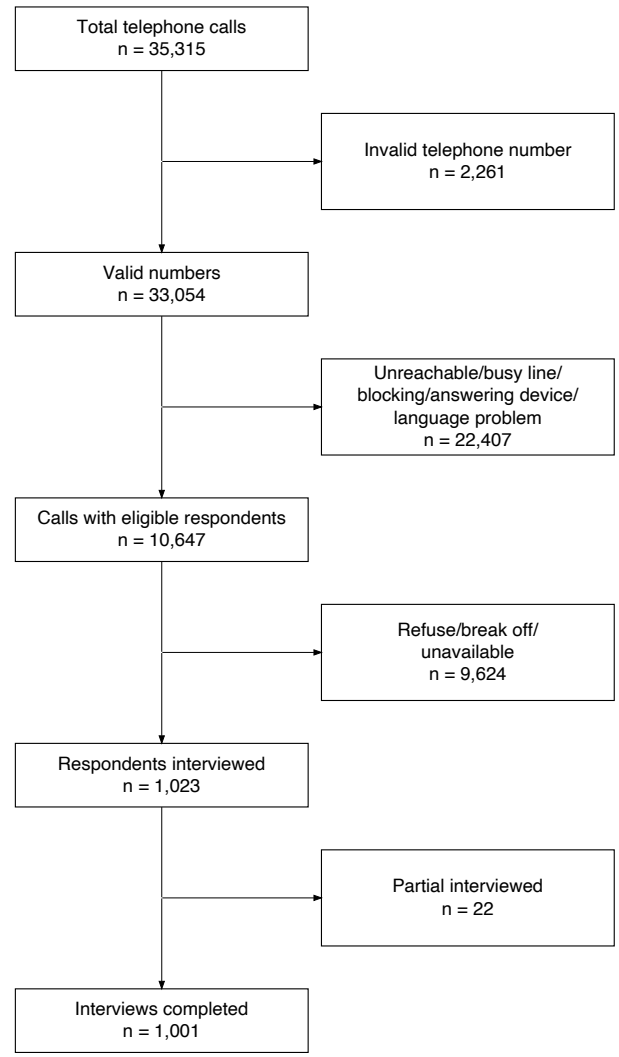 Total telephone calls
n = 35,315
Invalid telephone number
n = 2,261
Valid numbers
n = 33,054
Unreachable/busy line/
blocking/answering device/
language problem
n = 22,407
Calls with eligible respondents
n = 10,647
Refuse/break off/
unavailable
n = 9,624
Respondents interviewed
n = 1,023
Partial interviewed
n = 22
Interviews completed
n = 1,001